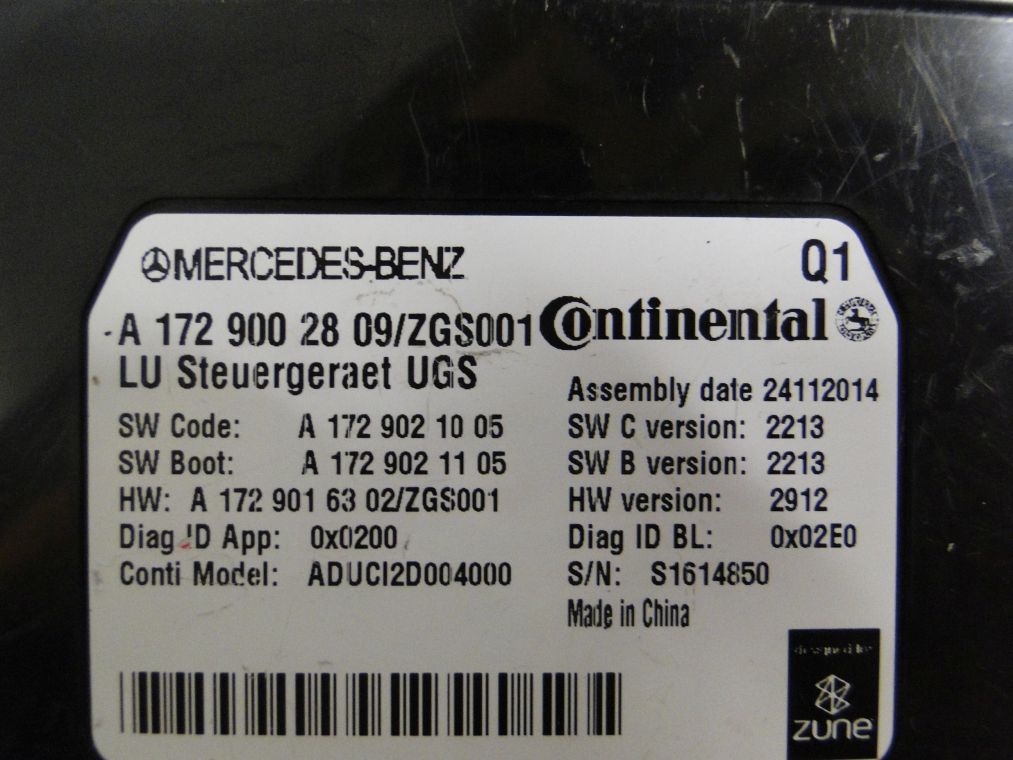 MERCEDES-BENZ
Q1
A 172 900 28 09/ZGS001
Continental
LU Steuergeraet UGS
Assembly date 24112014
SW Code: A 172 902 10 05
SW C version: 2213
SW Boot: A 172 902 11 05
SW B version: 2213
HW: A 172 901 63 02/ZGS001
HW version: 2912
Diag ID App: 0x0200
Diag ID BL: 0x02E0
Conti Model: ADUCI2D004000
S/N: S1614850
Made in China
designed for
zune